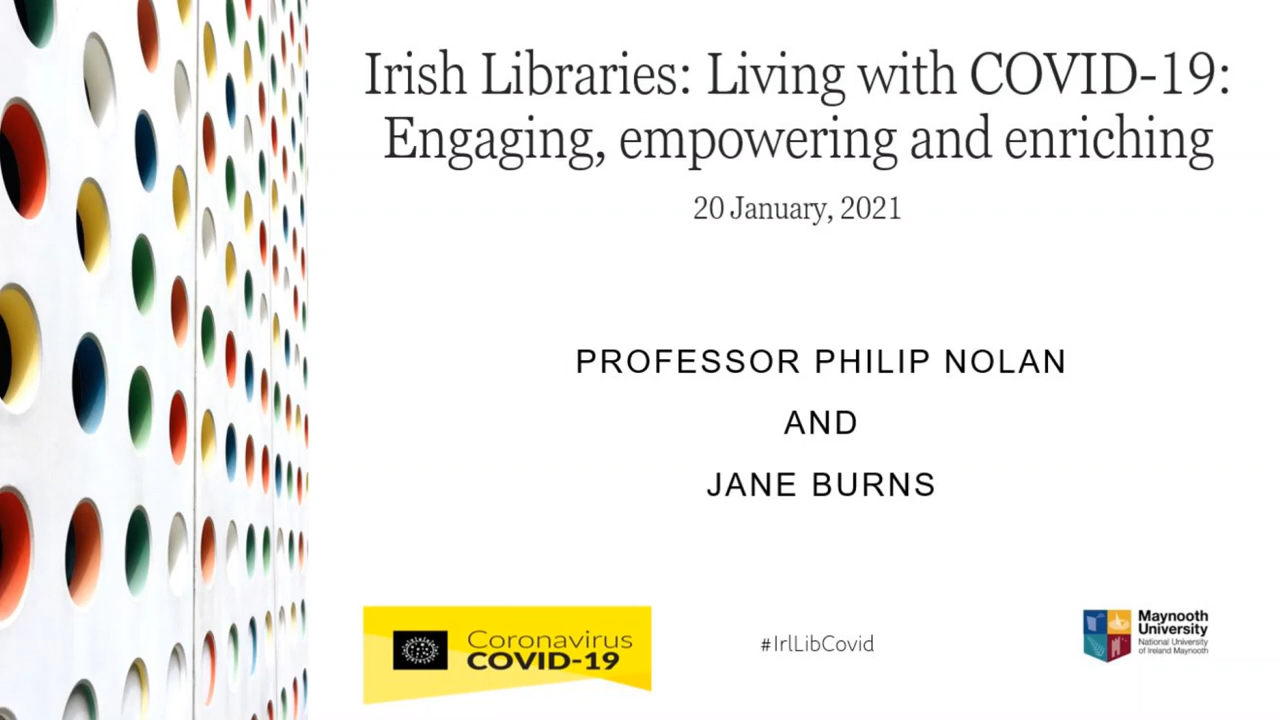 Irish Libraries: Living with COVID-19:
Engaging, empowering and enriching
20 January, 2021
PROFESSOR PHILIP NOLAN
AND
JANE BURNS
Coronavirus
COVID-19
#IrlLibCovid
Maynooth
University
National University
of Ireland Maynooth